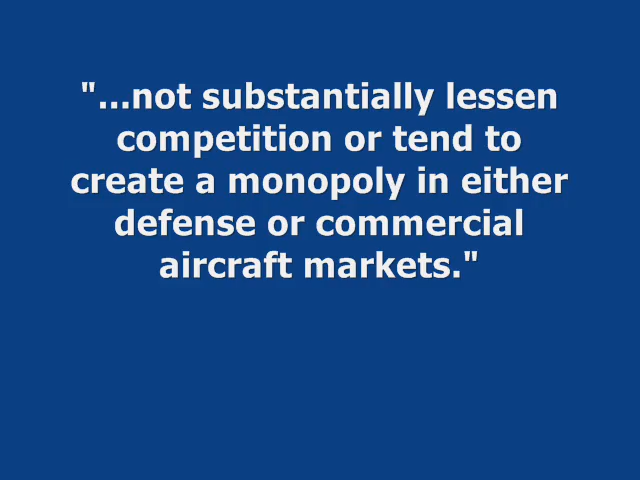 "...not substantially lessen
competition or tend to
create a monopoly in either
defense or commercial
aircraft markets."